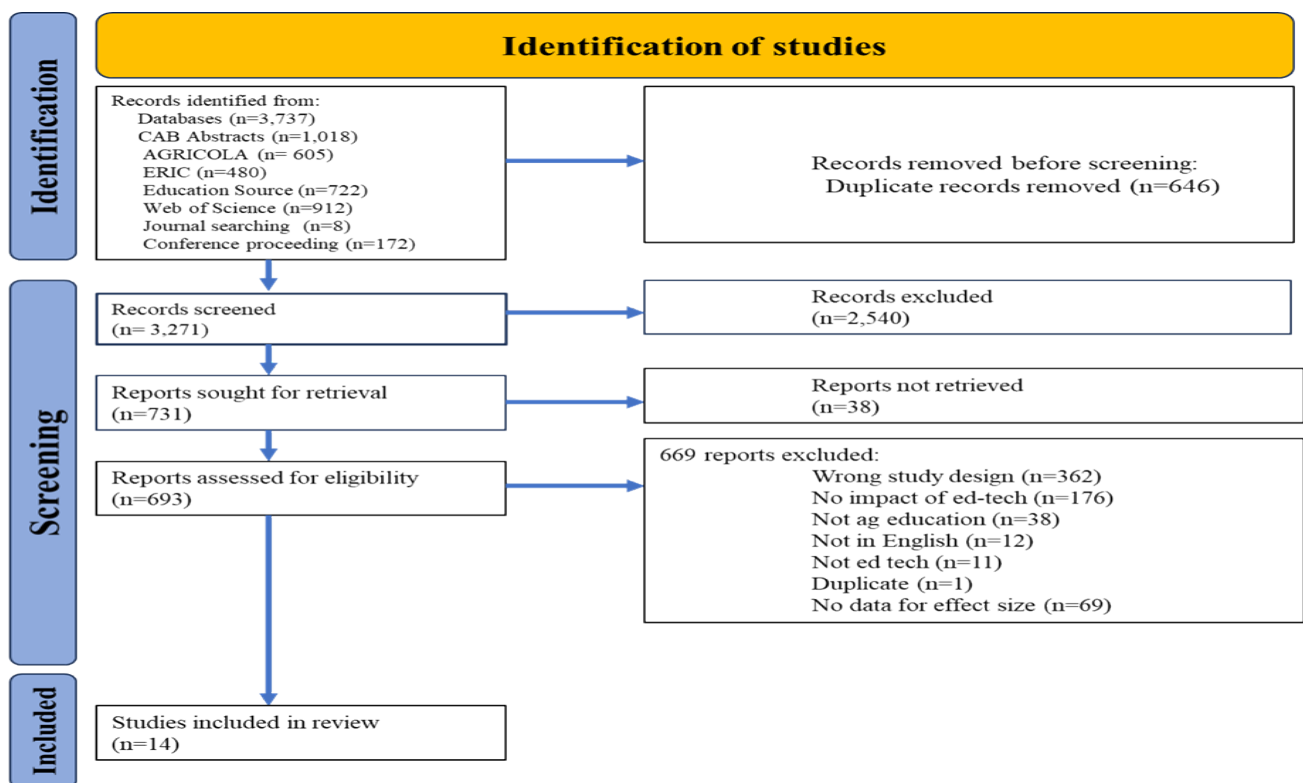 Identification of studies
Identification
Records identified from:
Databases (n=3,737)
CAB Abstracts (n=1,018)
AGRICOLA (n= 605)
ERIC (n=480)
Education Source (n=722)
Web of Science (n=912)
Journal searching (n=8)
Conference proceeding (n=172)
Records removed before screening:
Duplicate records removed (n=646)
Screening
Records screened
(n= 3,271)
Records excluded
(n=2,540)
Reports sought for retrieval
(n=731)
Reports not retrieved
(n=38)
Reports assessed for eligibility
(n=693)
669 reports excluded:
Wrong study design (n=362)
No impact of ed-tech (n=176)
Not ag education (n=38)
Not in English (n=12)
Not ed tech (n=11)
Duplicate (n=1)
No data for effect size (n=69)
Included
Studies included in review
(n=14)